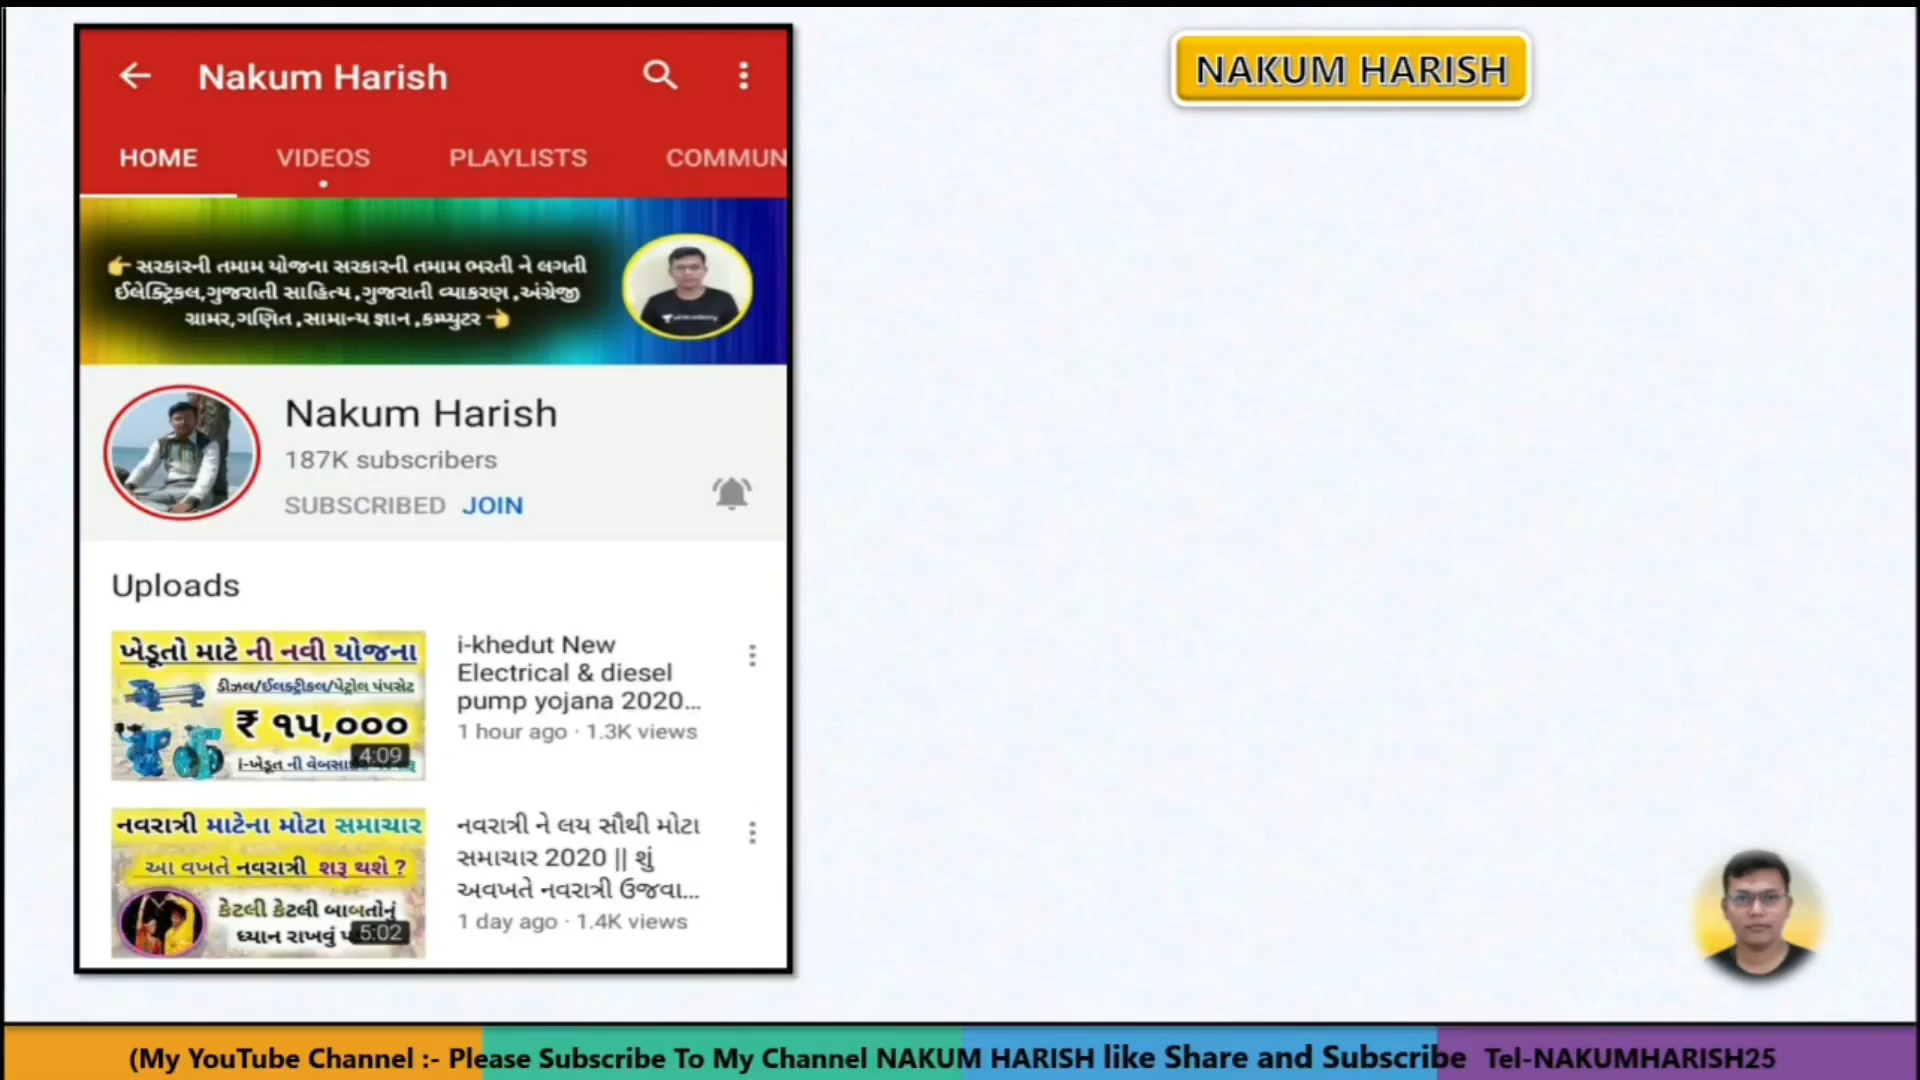 Nakum Harish
HOME VIDEOS PLAYLISTS COMMUN
👉 સરકારની તમામ યોજના સરકારની તમામ ભરતી ને લગતી
ઈલેક્ટ્રિકલ,ગુજરાતી સાહિત્ય,ગુજરાતી વ્યાકરણ,અંગ્રેજી
ગ્રામર,ગણિત,સામાન્ય જ્ઞાન,કમ્પ્યુટર 👈
Nakum Harish
187K subscribers
SUBSCRIBED JOIN
Uploads
ખેડૂતો માટે ની નવી યોજના
ડીઝલ/ઈલેક્ટ્રીકલ/પેટ્રોલ પંપસેટ
₹ ૧૫,૦૦૦
i-ખેડૂત ની
4:09
i-khedut New
Electrical & diesel
pump yojana 2020...
1 hour ago · 1.3K views
નવરાત્રી માટેના મોટા સમાચાર
આ વખતે નવરાત્રી શરૂ થશે ?
કેટલી કેટલી બાબતોનું
ધ્યાન રાખવું
5:02
નવરાત્રી ને લય સૌથી મોટા
સમાચાર 2020 || શું
અવખતે નવરાત્રી ઉજવા...
1 day ago · 1.4K views
NAKUM HARISH
(My YouTube Channel :- Please Subscribe To My Channel NAKUM HARISH like Share and Subscribe Tel-NAKUMHARISH25